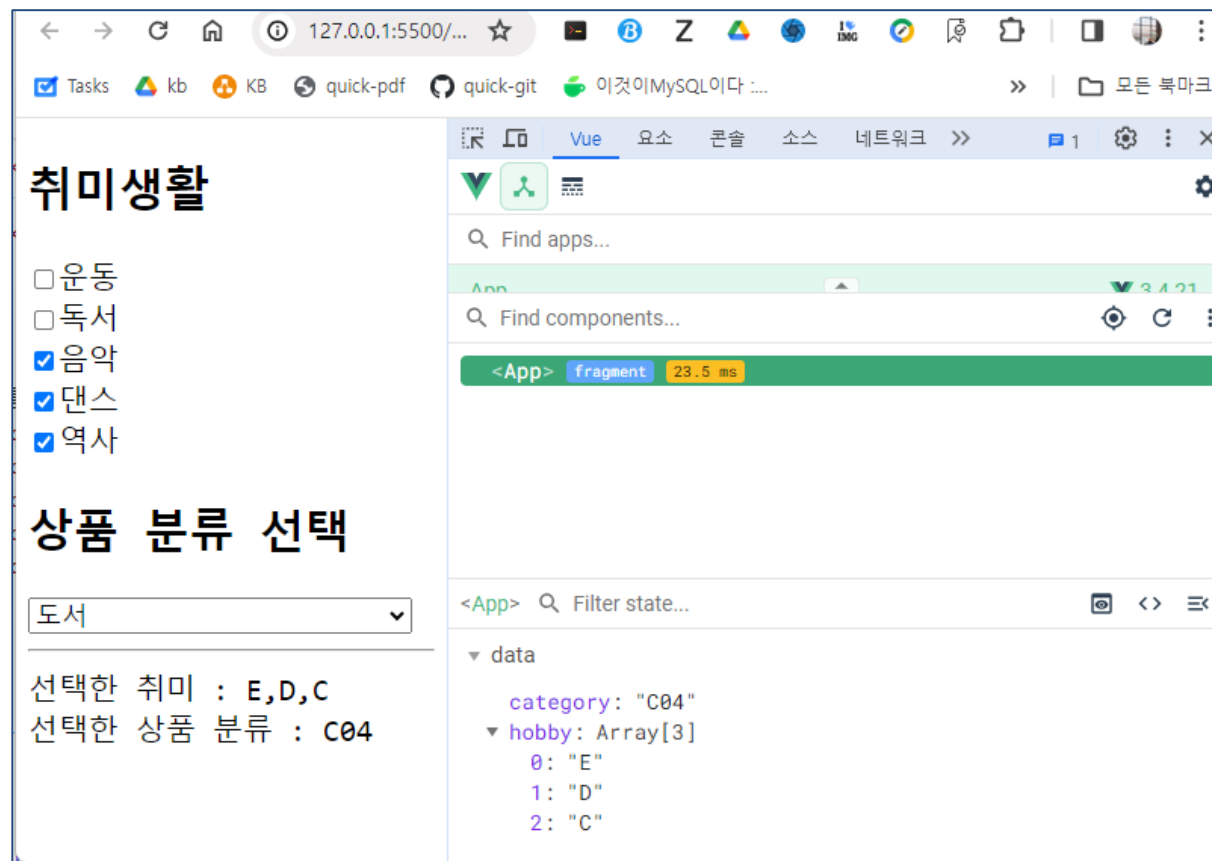 127.0.0.1:5500/...
Z
I IMG
Tasks kb KB quick-pdf quick-git 이것이MySQL이다 :... » 모든 북마크
취미생활
운동
독서
음악
댄스
역사
상품 분류 선택
도서
선택한 취미 : E,D,C
선택한 상품 분류 : C04
Vue 요소 콘솔 소스 네트워크 » 1
Find apps...
App 3.4.21
Find components...
<App> fragment 23.5 ms
<App> Filter state...
data
category: "C04"
hobby: Array[3]
0: "E"
1: "D"
2: "C"